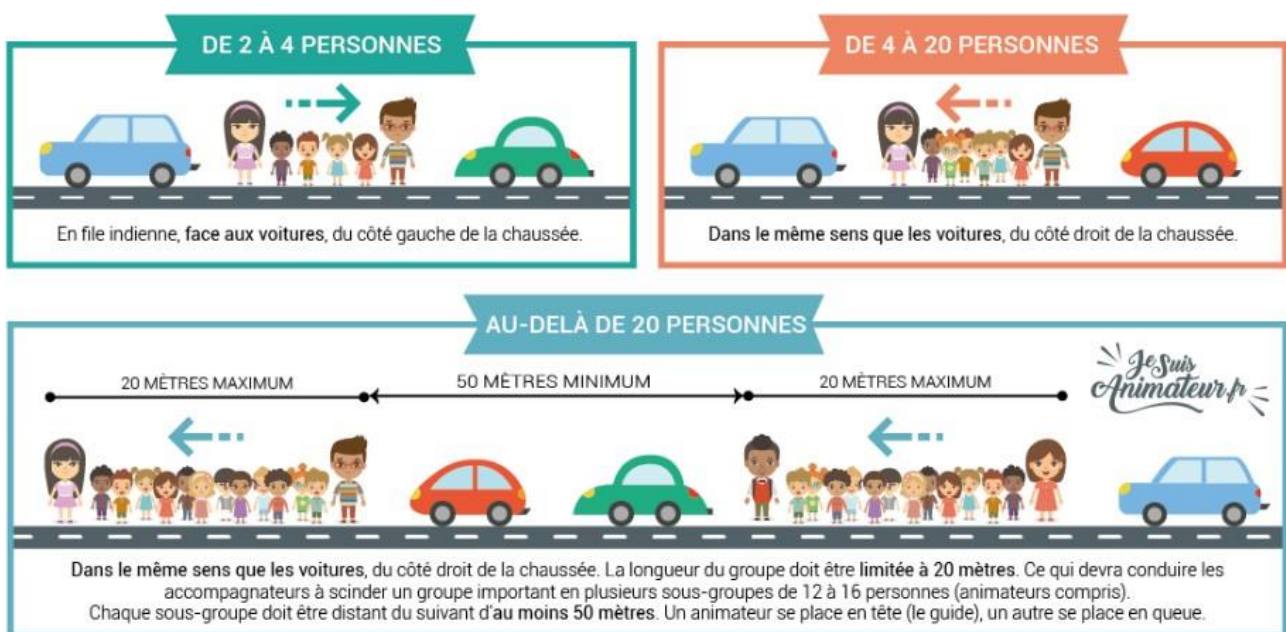 DE 2 À 4 PERSONNES
En file indienne, face aux voitures, du côté gauche de la chaussée.
DE 4 À 20 PERSONNES
Dans le même sens que les voitures, du côté droit de la chaussée.
AU-DELÀ DE 20 PERSONNES
20 MÈTRES MAXIMUM
50 MÈTRES MINIMUM
20 MÈTRES MAXIMUM
Je Suis
Animateur.fr
Dans le même sens que les voitures, du côté droit de la chaussée. La longueur du groupe doit être limitée à 20 mètres. Ce qui devra conduire les
accompagnateurs à scinder un groupe important en plusieurs sous-groupes de 12 à 16 personnes (animateurs compris).
Chaque sous-groupe doit être distant du suivant d'au moins 50 mètres. Un animateur se place en tête (le guide), un autre se place en queue.